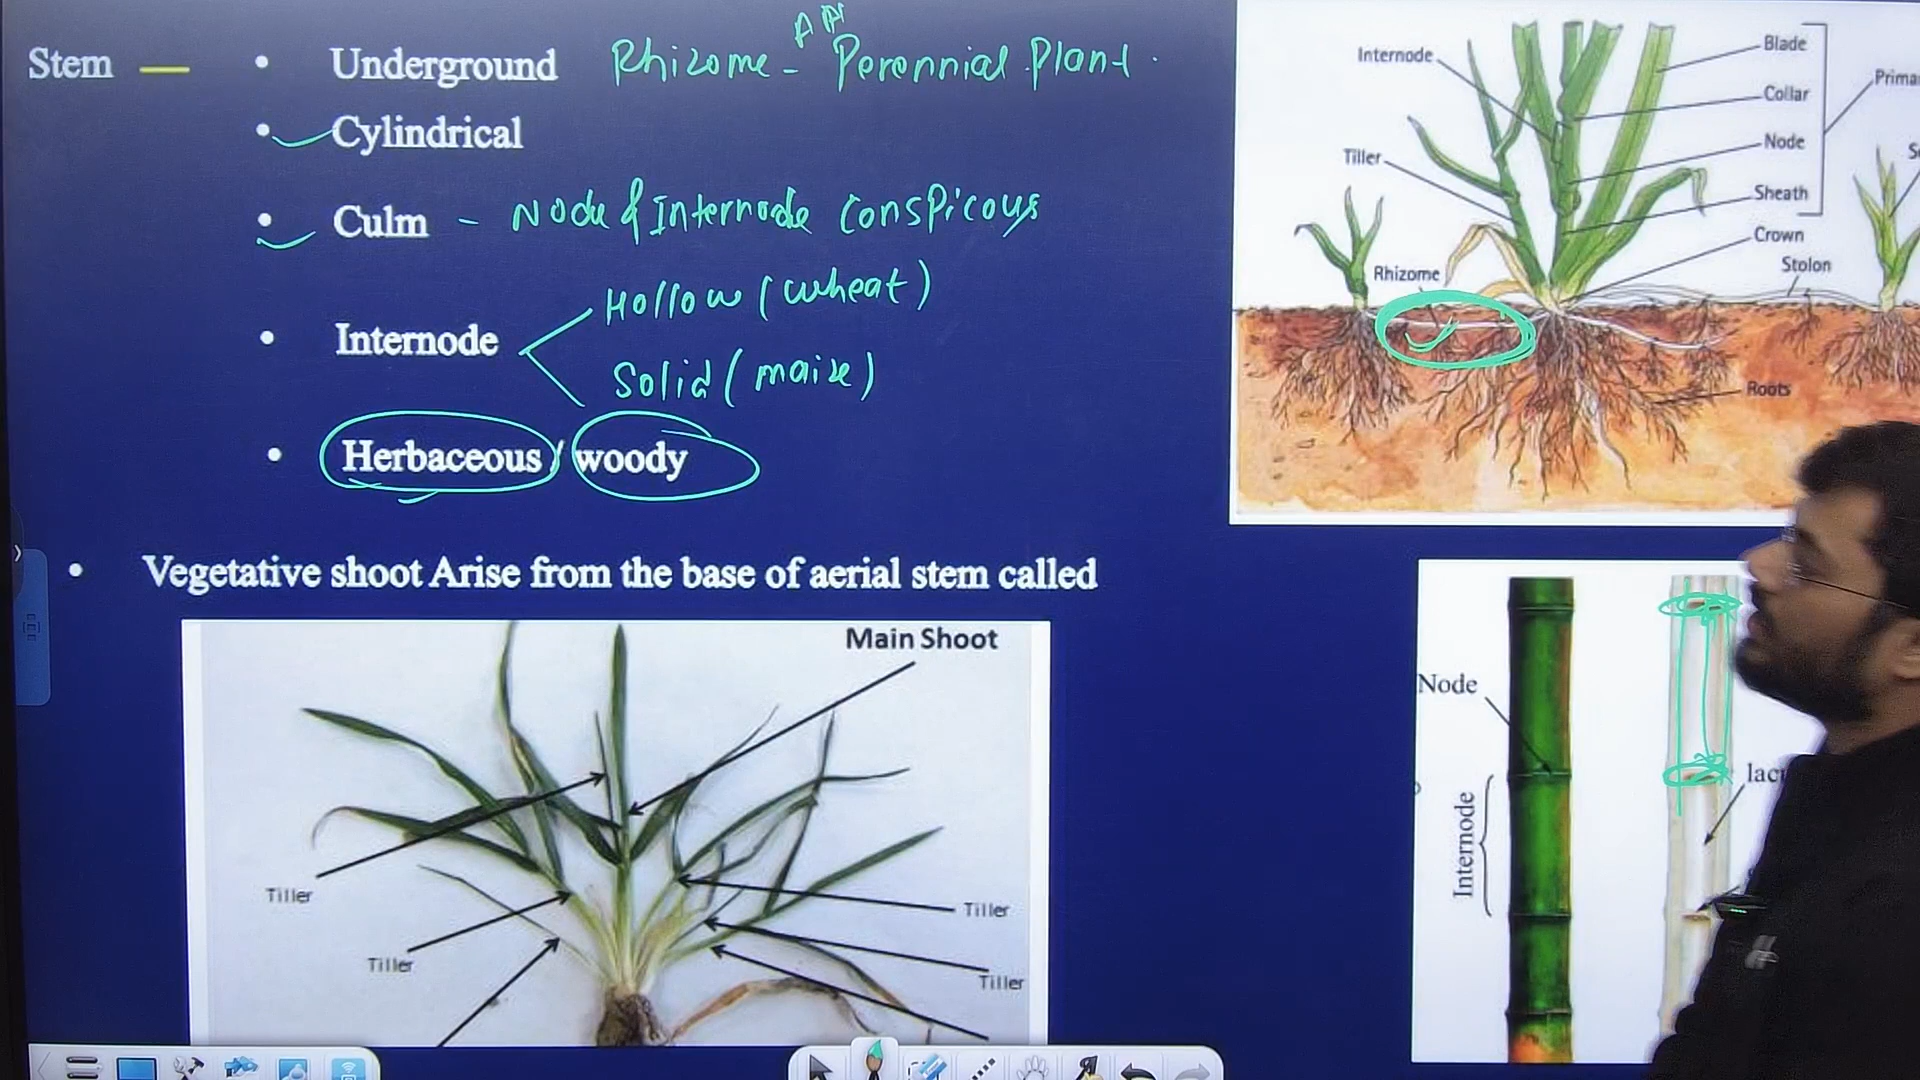 Stem — • Underground Rhizome - Perennial Plant.
• Cylindrical
• Culm - Node & Internode Conspicous
• Internode
Hollow (wheat)
Solid (maize)
• Herbaceous / woody
• Vegetative shoot Arise from the base of aerial stem called
Main Shoot
Tiller
Tiller
Tiller
Tiller
Internode
Tiller
Rhizome
Blade
Collar
Node
Sheath
Crown
Stolon
Roots
Node
Internode